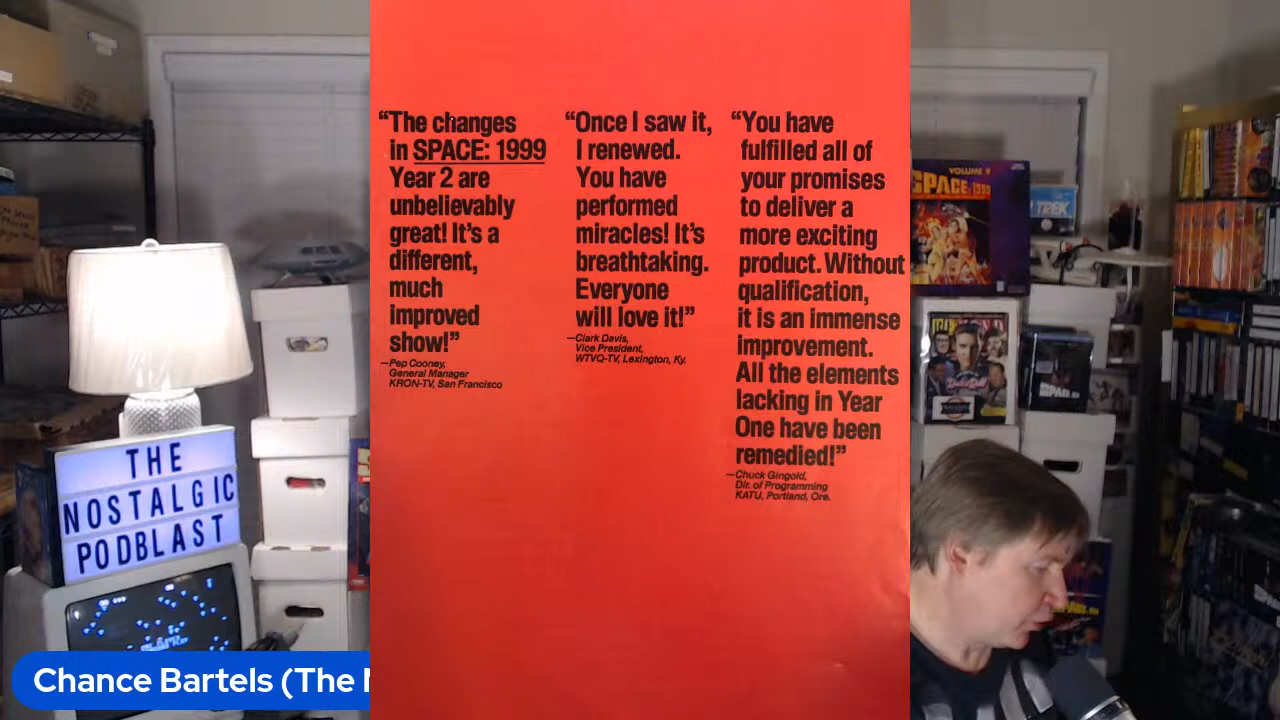 “The changes
in SPACE: 1999
Year 2 are
unbelievably
great! It’s a
different,
much
improved
show!”
—Pep Cooney,
General Manager
KRON-TV, San Francisco
“Once I saw it,
I renewed.
You have
performed
miracles! It’s
breathtaking.
Everyone
will love it!”
—Clark Davis,
Vice President,
WTVQ-TV, Lexington, Ky.
“You have
fulfilled all of
your promises
to deliver a
more exciting
product. Without
qualification,
it is an immense
improvement.
All the elements
lacking in Year
One have been
remedied!”
—Chuck Gingold,
Dir. of Programming
KATU, Portland, Ore.
VOLUME
SPACE: 1999
TREK
THE
NOSTALGIC
PODBLAST
Chance Bartels (The